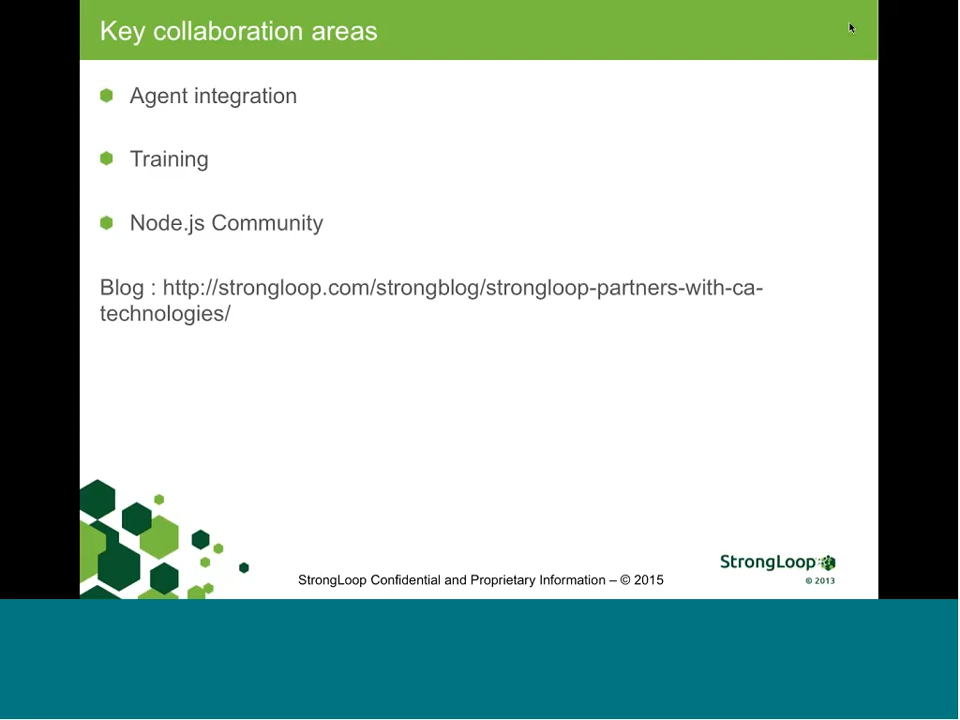 Key collaboration areas
Agent integration
Training
Node.js Community
Blog : http://strongloop.com/strongblog/strongloop-partners-with-ca-
technologies/
StrongLoop
© 2013
StrongLoop Confidential and Proprietary Information – © 2015